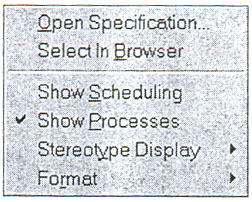 Open Specification...
Select In Browser
Show Scheduling
✔ Show Processes
Stereotype Display
Format